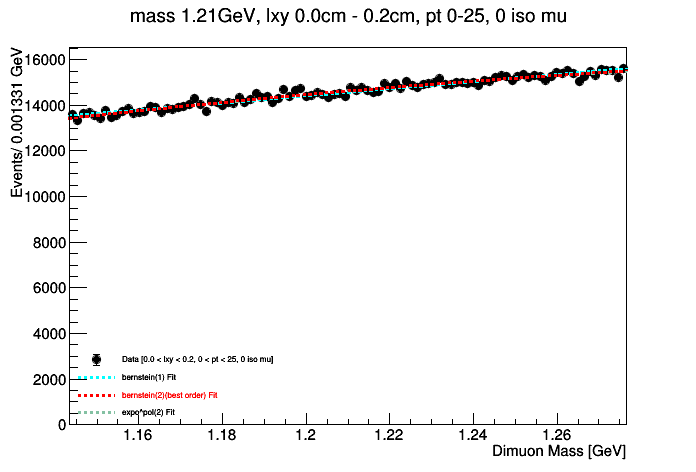 mass 1.21GeV, lxy 0.0cm - 0.2cm, pt 0-25, 0 iso mu
Events/ 0.001331 GeV
16000
14000
12000
10000
8000
6000
4000
2000
0
Data [0.0 < lxy < 0.2, 0 < pt < 25, 0 iso mu]
bernstein(1) Fit
bernstein(2)(best order) Fit
expo^pol(2) Fit
1.16 1.18 1.2 1.22 1.24 1.26
Dimuon Mass [GeV]